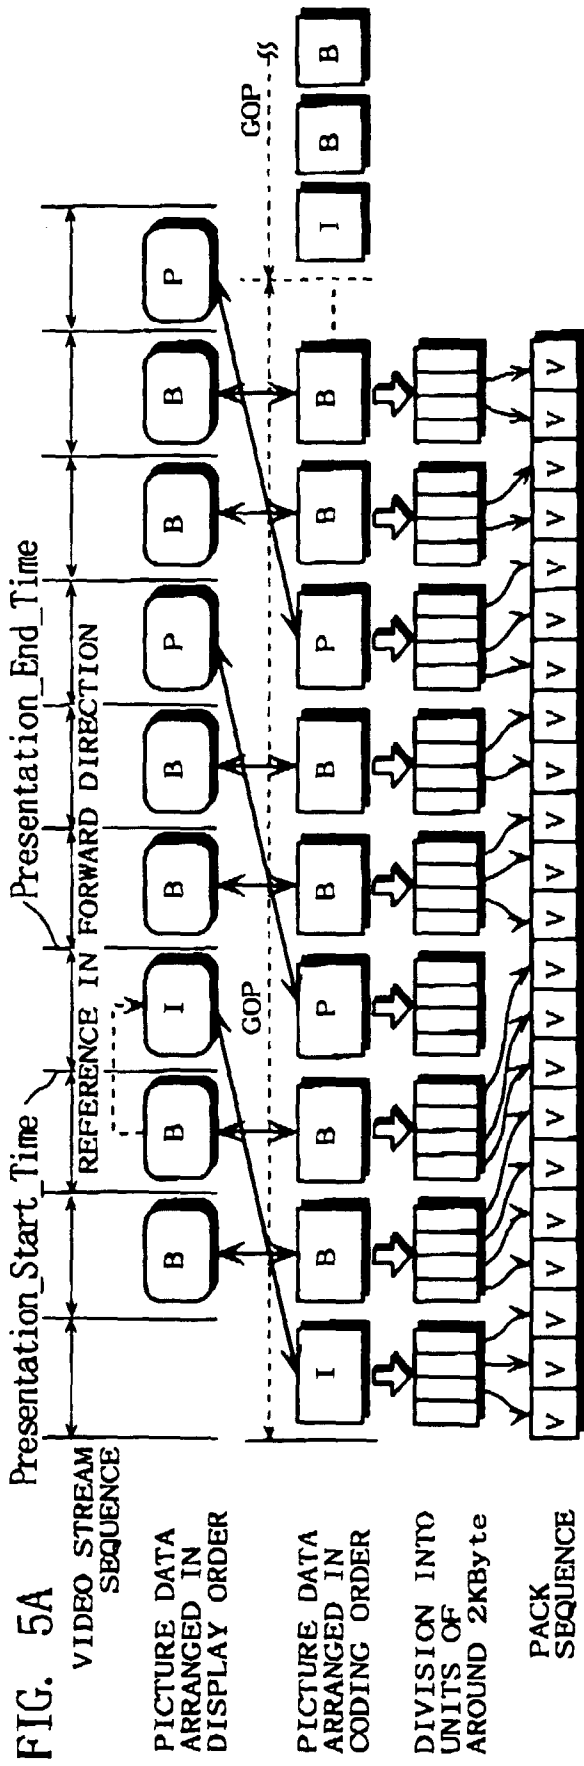 FIG. 5A
Presentation_Start_Time
Presentation_End_Time
VIDEO STREAM
SEQUENCE
REFERENCE IN FORWARD DIRECTION
PICTURE DATA
ARRANGED IN
DISPLAY ORDER
B B I B B P B B P
GOP GOP
PICTURE DATA
ARRANGED IN
CODING ORDER
I B B P B B P B B I B B
DIVISION INTO
UNITS OF
AROUND 2KByte
PACK
SEQUENCE
V V V V V V V V V V V V V V V V V V V V V V